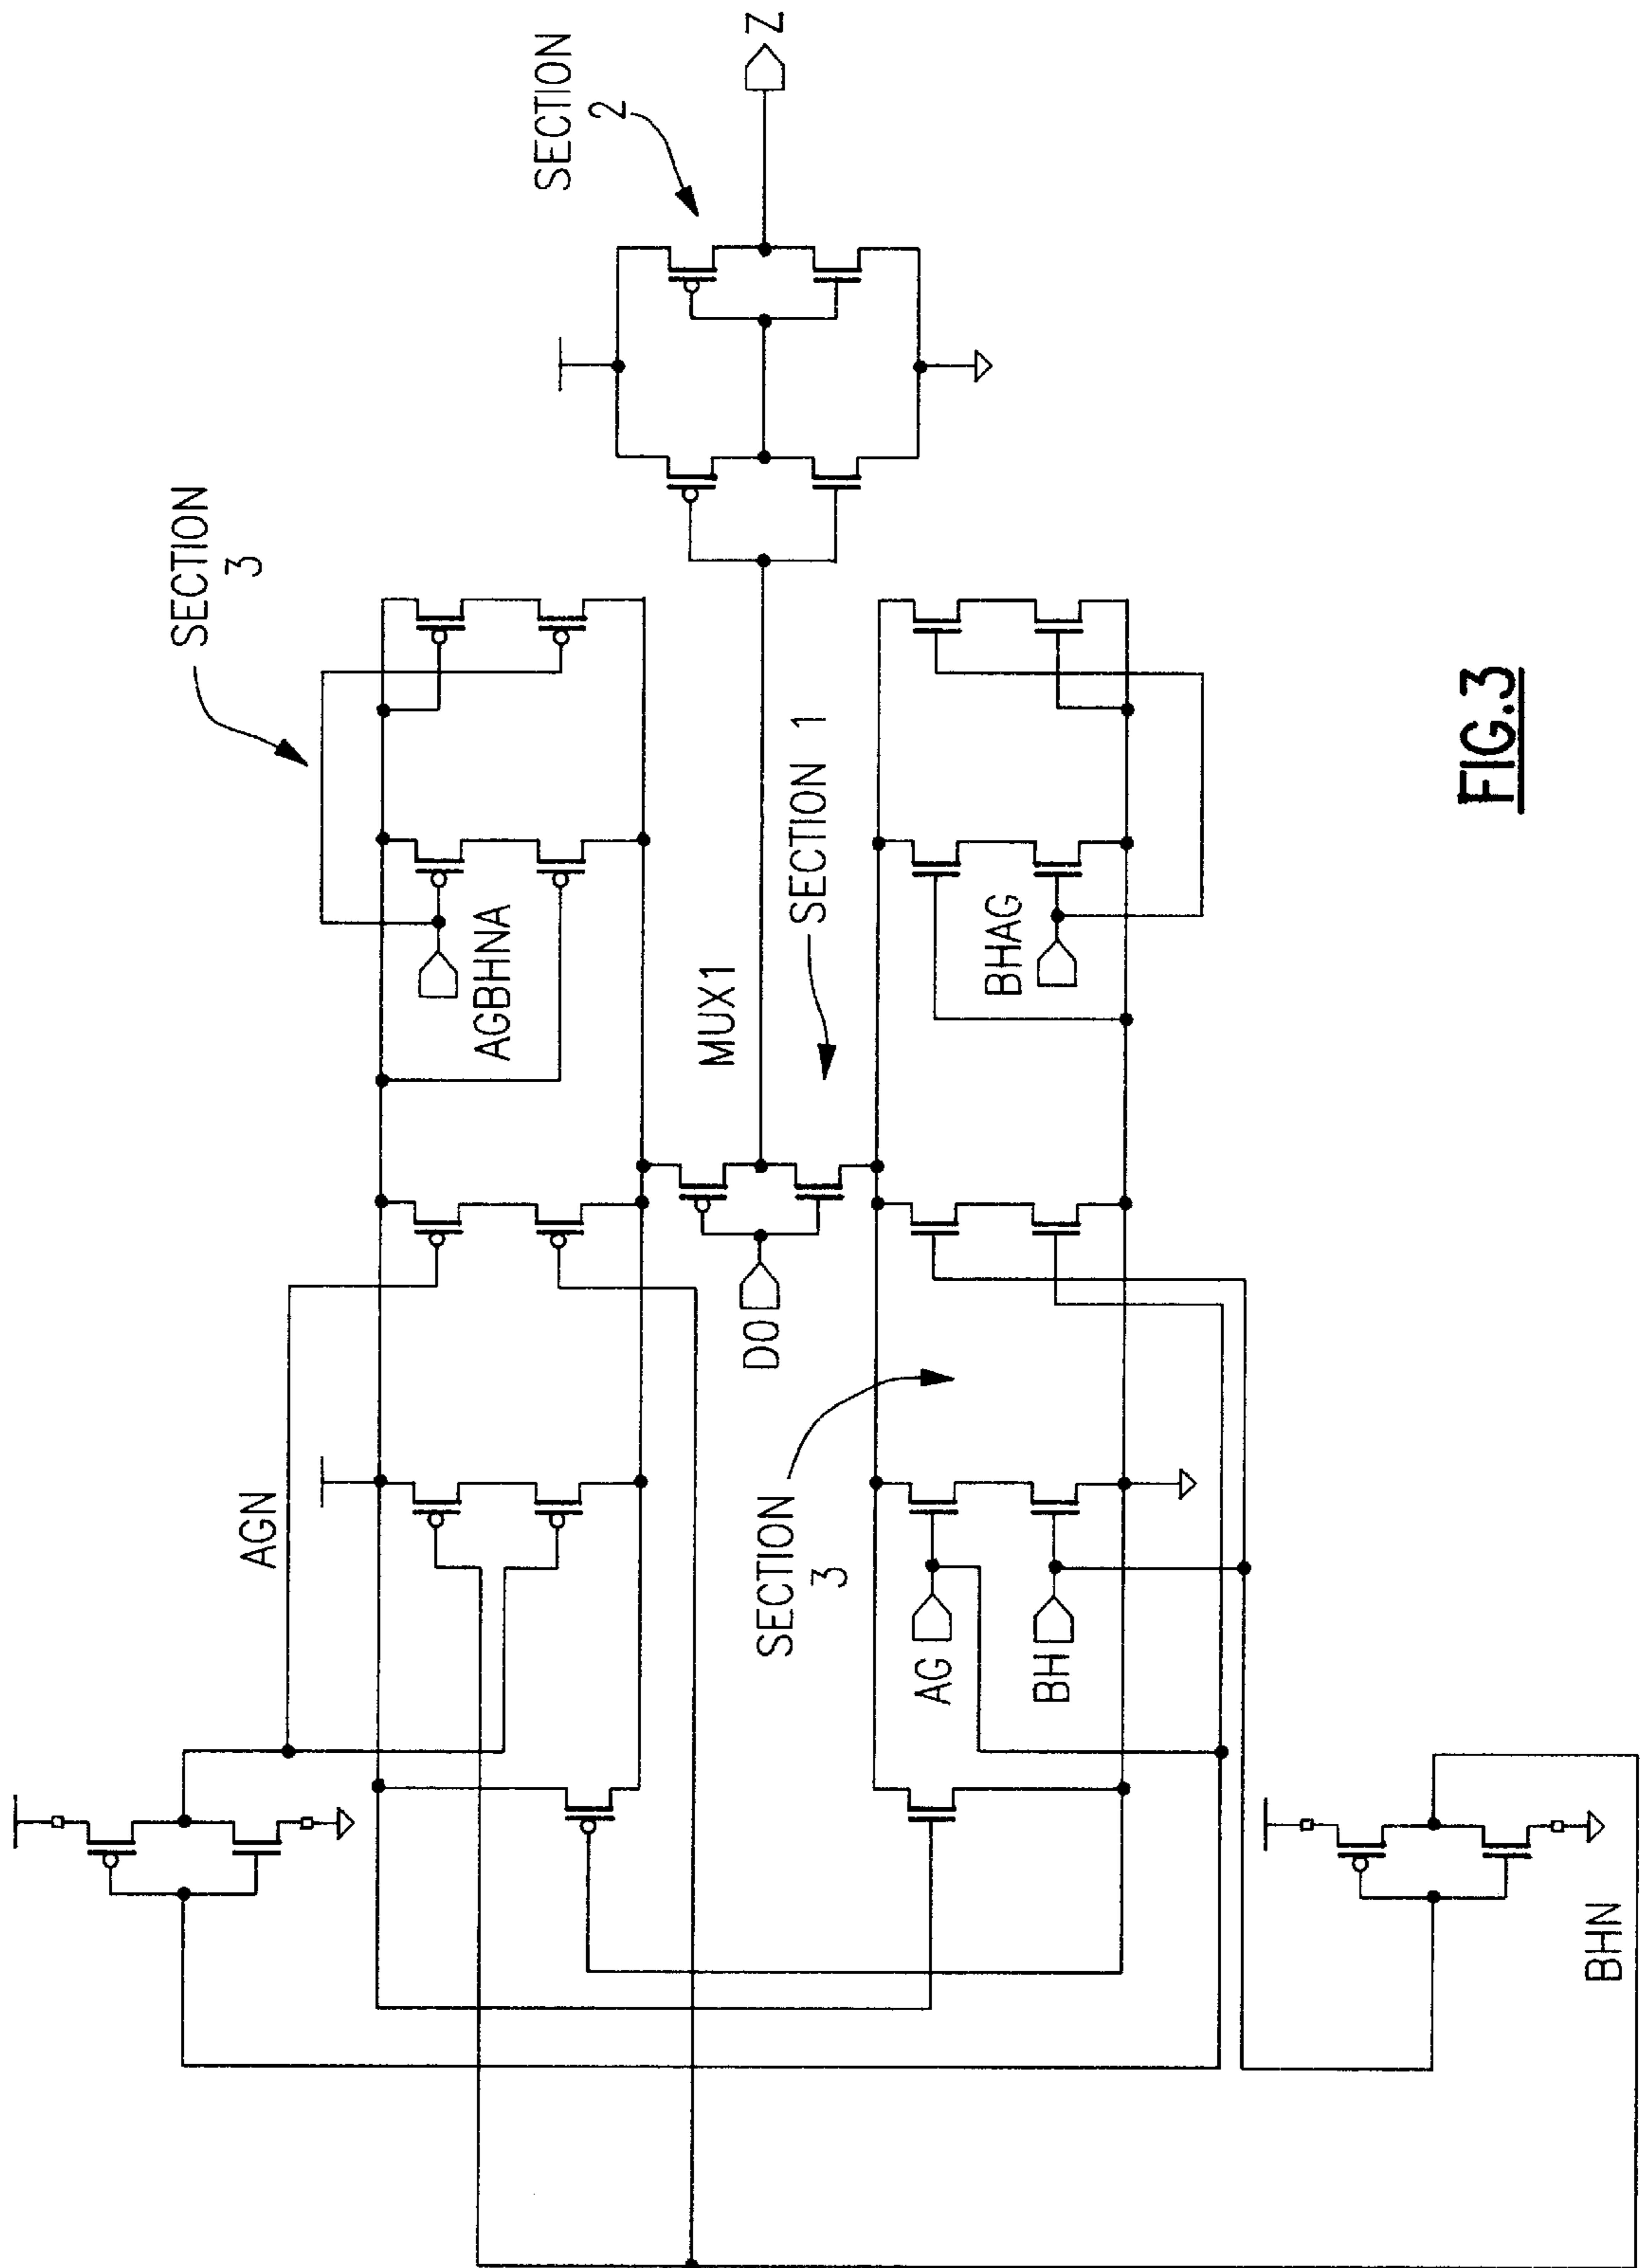 SECTION
2
Z
SECTION
3
AGBHNA
MUX1
SECTION 1
BHAG
D0
AGN
SECTION
3
AG
BH
BHN
FIG.3